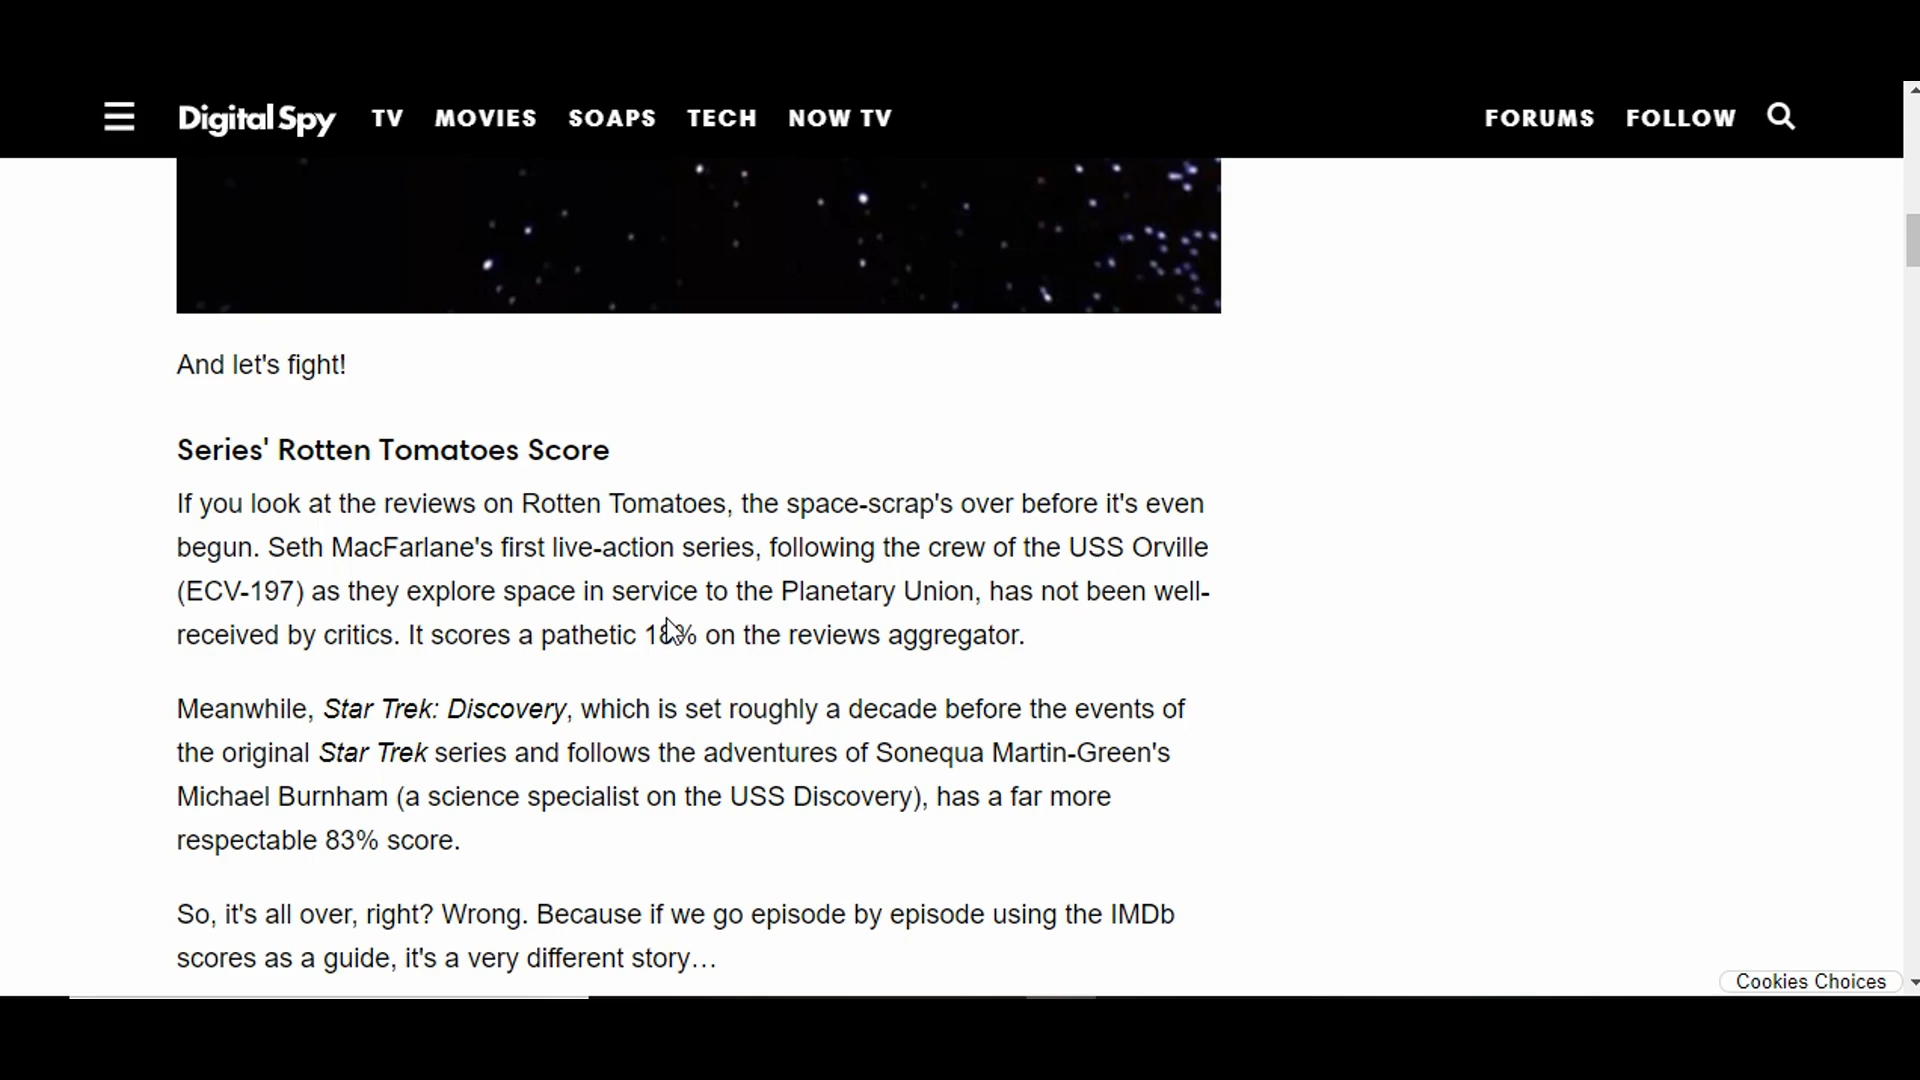 Digital Spy TV MOVIES SOAPS TECH NOW TV FORUMS FOLLOW
And let's fight!
Series' Rotten Tomatoes Score
If you look at the reviews on Rotten Tomatoes, the space-scrap's over before it's even
begun. Seth MacFarlane's first live-action series, following the crew of the USS Orville
(ECV-197) as they explore space in service to the Planetary Union, has not been well-
received by critics. It scores a pathetic on the reviews aggregator.
Meanwhile, Star Trek: Discovery, which is set roughly a decade before the events of
the original Star Trek series and follows the adventures of Sonequa Martin-Green's
Michael Burnham (a science specialist on the USS Discovery), has a far more
respectable 83% score.
So, it's all over, right? Wrong. Because if we go episode by episode using the IMDb
scores as a guide, it's a very different story…
Cookies Choices